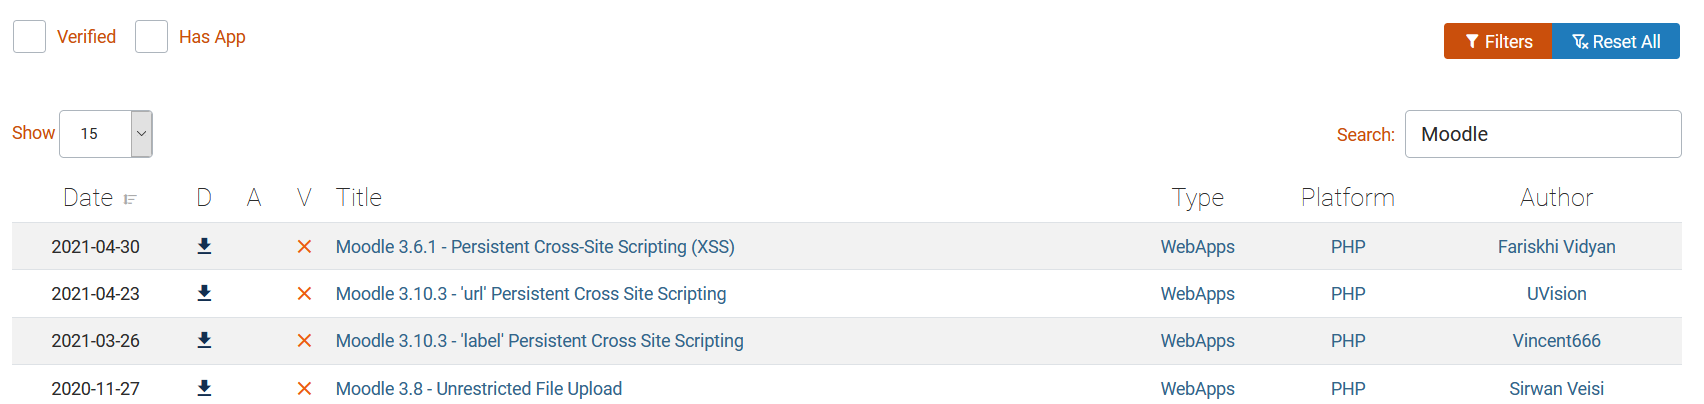 Verified Has App Filters Reset All
Show 15 Search: Moodle
Date D A V Title Type Platform Author
2021-04-30 Moodle 3.6.1 - Persistent Cross-Site Scripting (XSS) WebApps PHP Fariskhi Vidyan
2021-04-23 Moodle 3.10.3 - 'url' Persistent Cross Site Scripting WebApps PHP UVision
2021-03-26 Moodle 3.10.3 - 'label' Persistent Cross Site Scripting WebApps PHP Vincent666
2020-11-27 Moodle 3.8 - Unrestricted File Upload WebApps PHP Sirwan Veisi